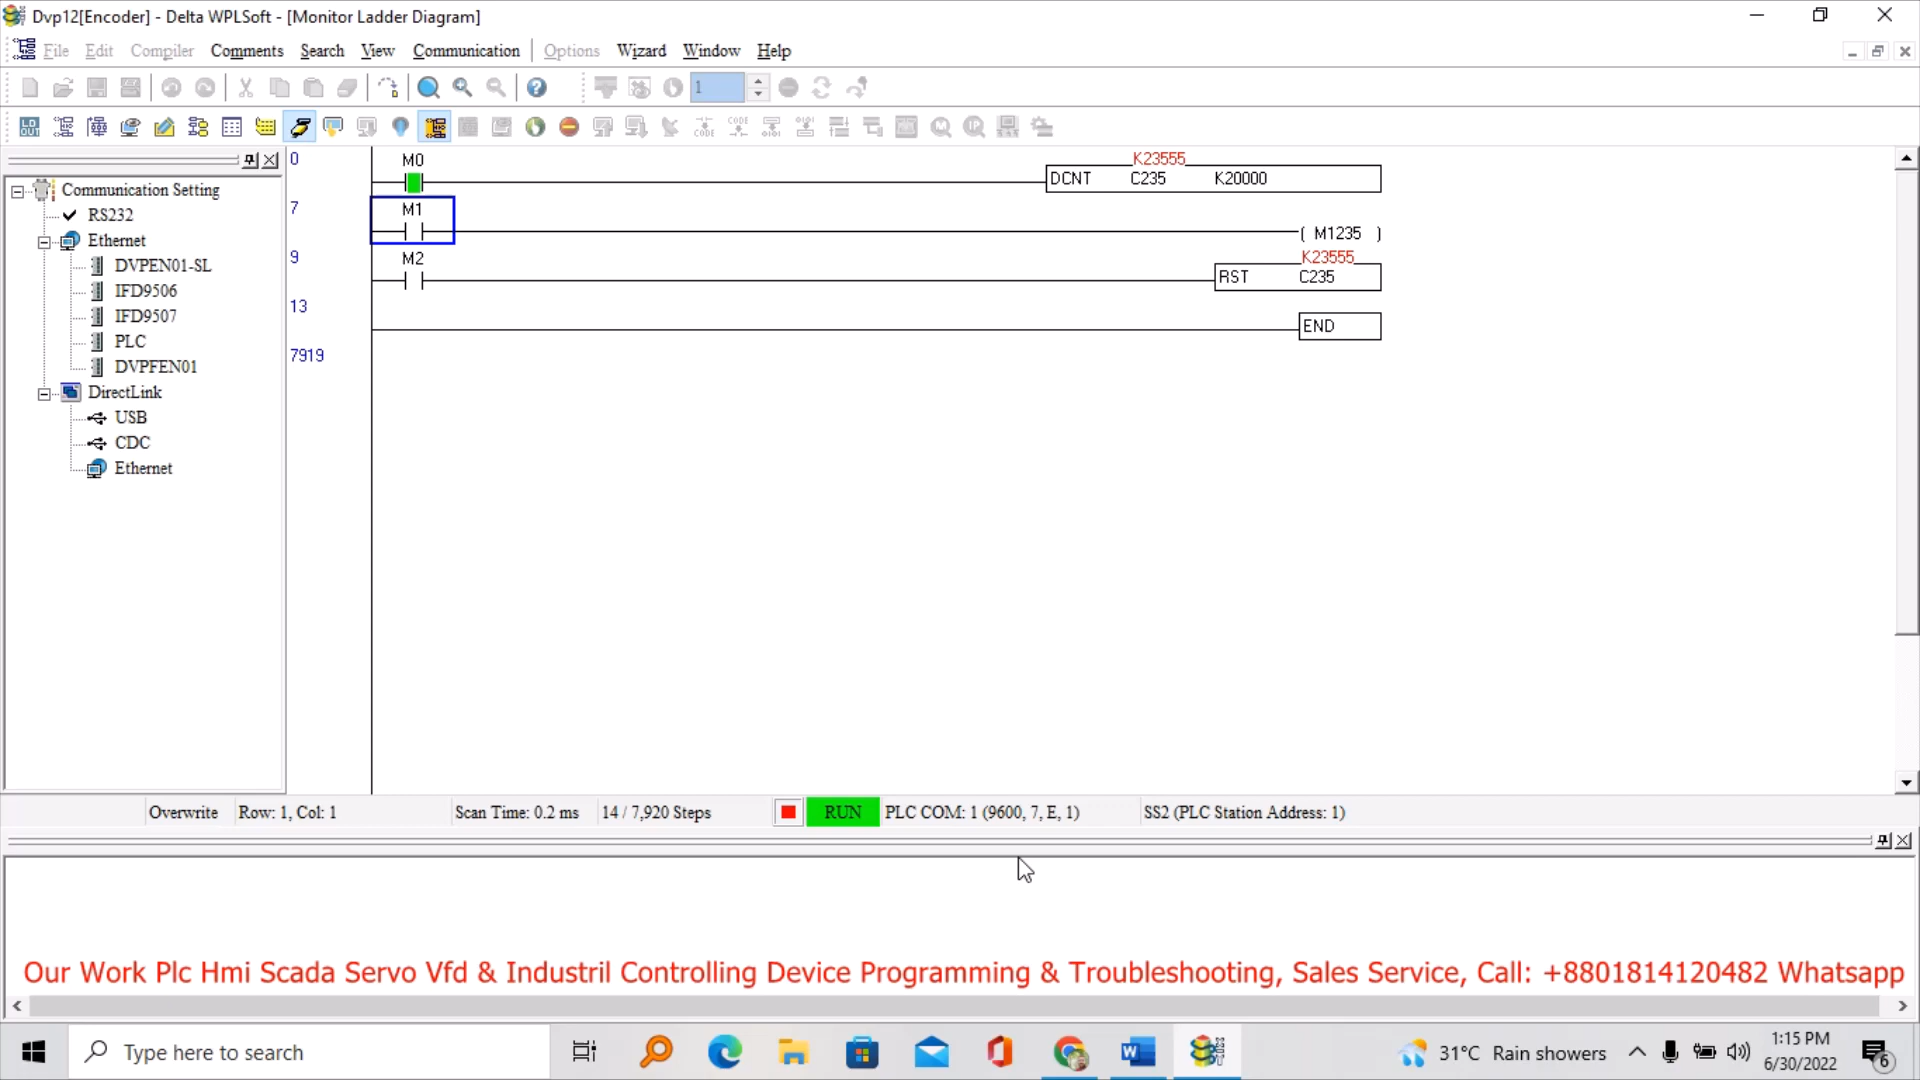 Dvp12[Encoder] - Delta WPLSoft - [Monitor Ladder Diagram]
File Edit Compiler Comments Search View Communication Options Wizard Window Help
1
Communication Setting
RS232
Ethernet
DVPEN01-SL
IFD9506
IFD9507
PLC
DVPFEN01
DirectLink
USB
CDC
Ethernet
0
M0
K23555
DCNT C235 K20000
7
M1
( M1235 )
9
M2
K23555
RST C235
13
END
7919
Overwrite Row: 1, Col: 1 Scan Time: 0.2 ms 14 / 7,920 Steps RUN PLC COM: 1 (9600, 7, E, 1) SS2 (PLC Station Address: 1)
Our Work Plc Hmi Scada Servo Vfd & Industril Controlling Device Programming & Troubleshooting, Sales Service, Call: +8801814120482 Whatsapp
Type here to search
31°C Rain showers
1:15 PM
6/30/2022
6